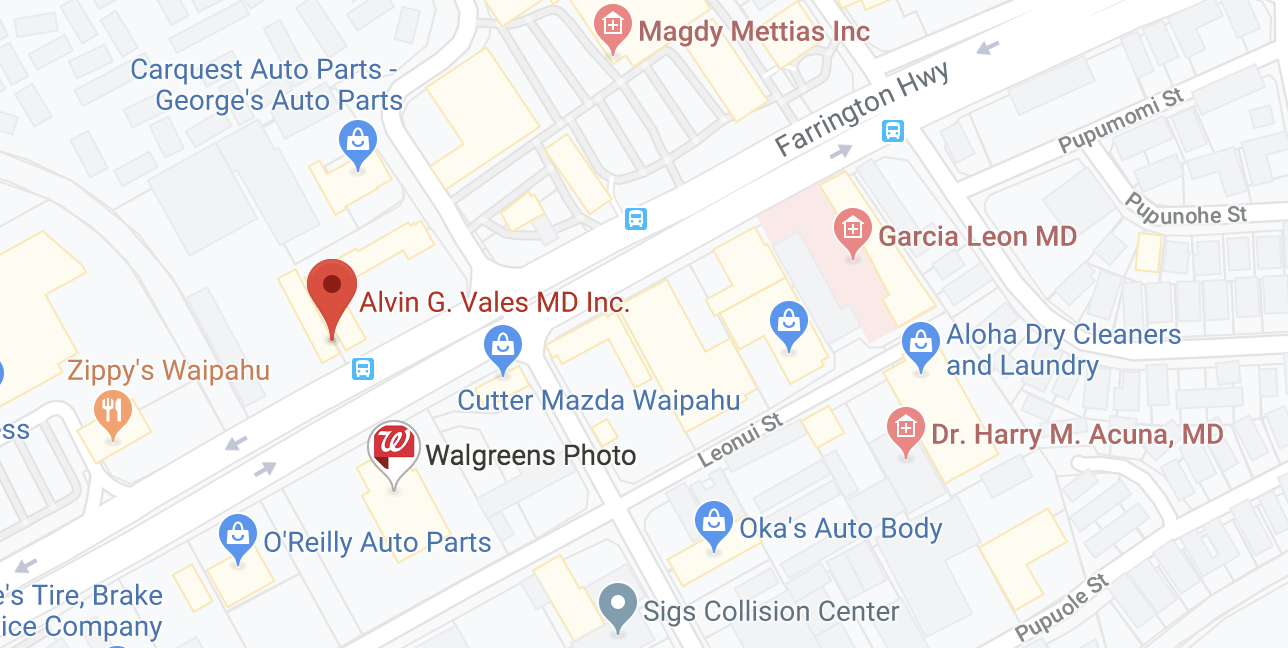 Magdy Mettias Inc
Carquest Auto Parts -
George's Auto Parts
Farrington Hwy
Pupumomi St
Pupunohe St
Garcia Leon MD
Alvin G. Vales MD Inc.
Aloha Dry Cleaners
and Laundry
Zippy's Waipahu
Cutter Mazda Waipahu
ess
Leonui St
Dr. Harry M. Acuna, MD
W
Walgreens Photo
O'Reilly Auto Parts
Oka's Auto Body
e's Tire, Brake
ice Company
Sigs Collision Center
Pupuole St